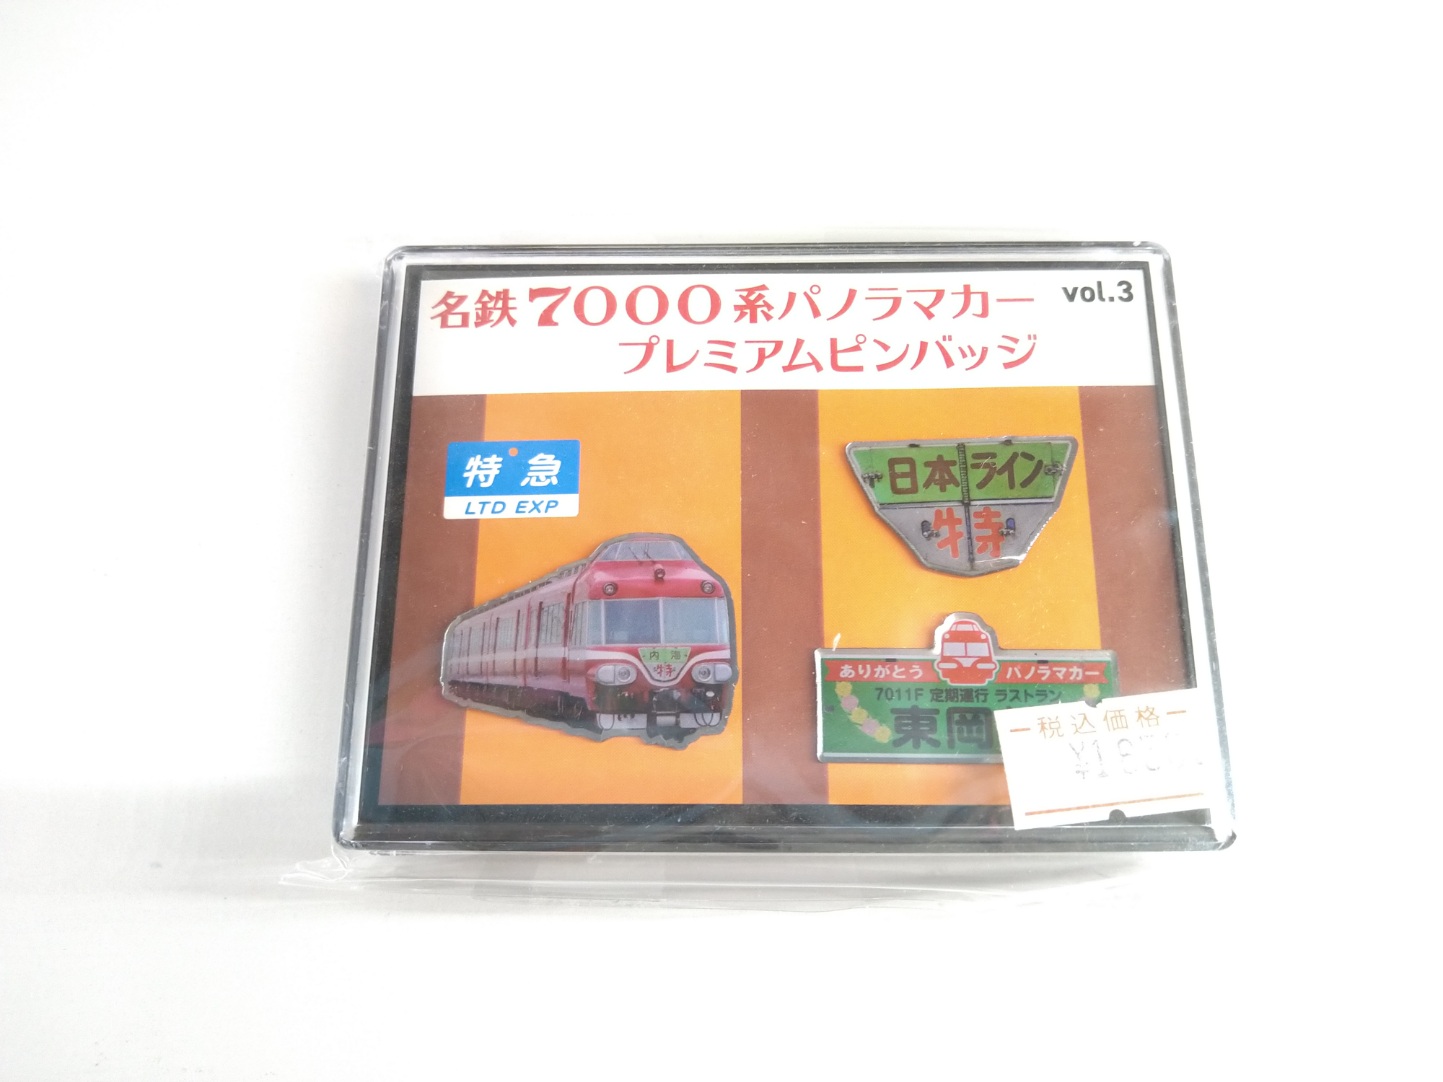 名鉄7000系パノラマカー vol.3
プレミアムピンバッジ
特急
LTD EXP
日本ライン
特
内海
特
ありがとう パノラマカー
7011F 定期運行 ラストラン
東岡
税込価格